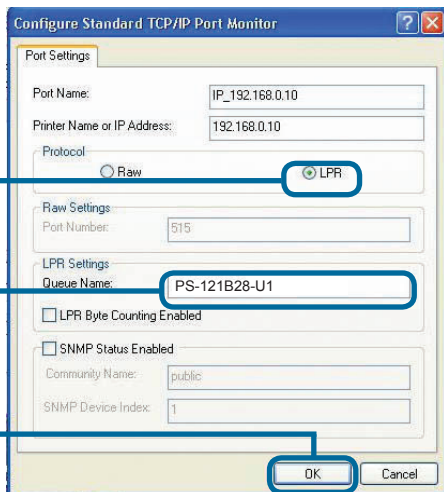 Configure Standard TCP/IP Port Monitor
Port Settings
Port Name: IP_192.168.0.10
Printer Name or IP Address: 192.168.0.10
Protocol
Raw LPR
Raw Settings
Port Number: 515
LPR Settings
Queue Name: PS-121B28-U1
LPR Byte Counting Enabled
SNMP Status Enabled
Community Name: public
SNMP Device Index: 1
OK Cancel